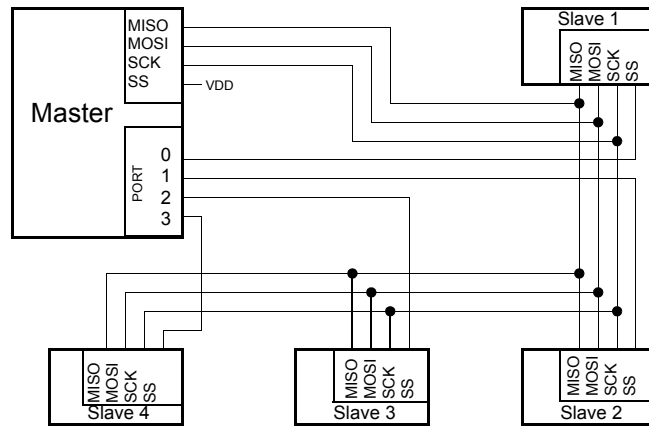 Master
MISO
MOSI
SCK
SS
VDD
PORT
0
1
2
3
Slave 1
MISO
MOSI
SCK
SS
MISO
MOSI
SCK
SS
Slave 4
MISO
MOSI
SCK
SS
Slave 3
MISO
MOSI
SCK
SS
Slave 2